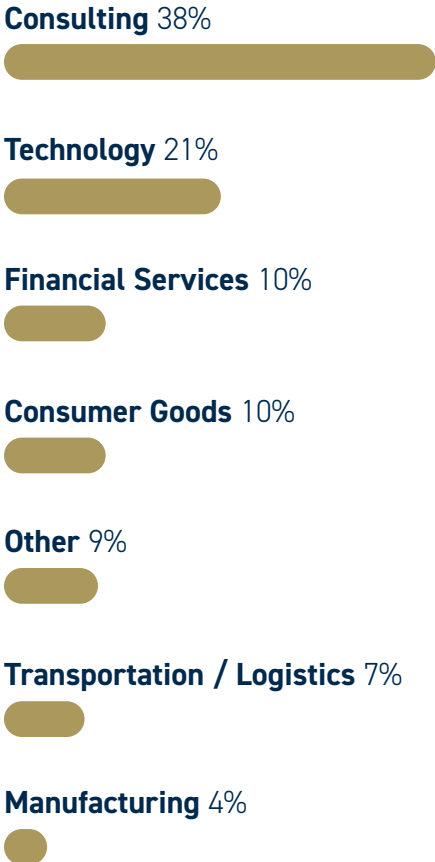 Consulting 38%
Technology 21%
Financial Services 10%
Consumer Goods 10%
Other 9%
Transportation / Logistics 7%
Manufacturing 4%